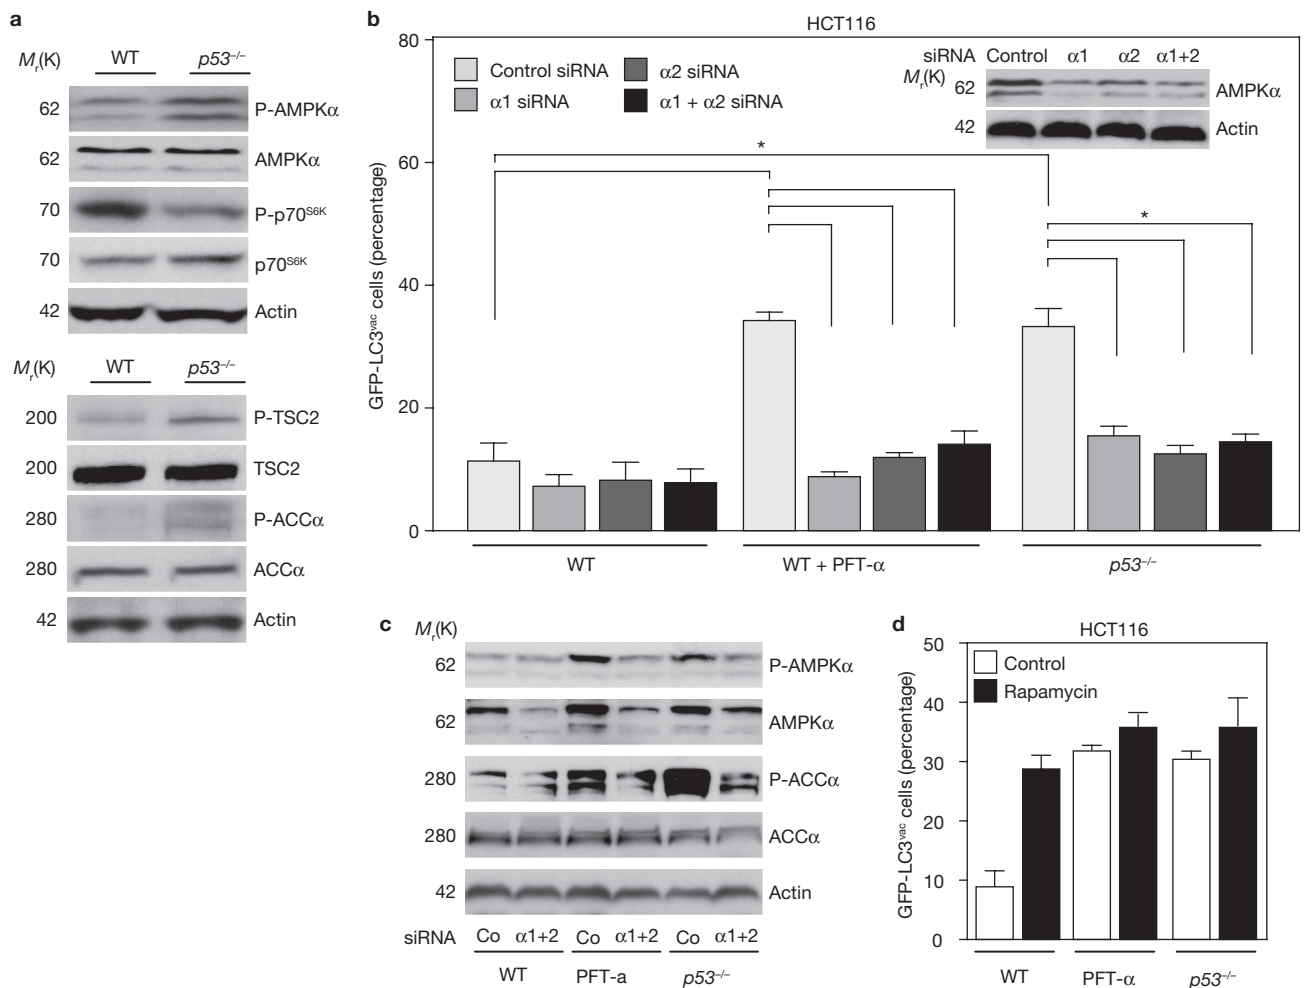 a
Mr(K) WT p53–/–
62 P-AMPKα
62 AMPKα
70 P-p70S6K
70 p70S6K
42 Actin
Mr(K) WT p53–/–
200 P-TSC2
200 TSC2
280 P-ACCα
280 ACCα
42 Actin
b
HCT116
GFP-LC3vac cells (percentage)
80
60
40
20
0
Control siRNA
α1 siRNA
α2 siRNA
α1 + α2 siRNA
siRNA Control α1 α2 α1+2
Mr(K)
62 AMPKα
42 Actin
*
*
WT WT + PFT-α p53–/–
c
Mr(K)
62 P-AMPKα
62 AMPKα
280 P-ACCα
280 ACCα
42 Actin
siRNA Co α1+2 Co α1+2 Co α1+2
WT PFT-a p53–/–
d
HCT116
GFP-LC3vac cells (percentage)
50
40
30
20
10
0
Control
Rapamycin
WT PFT-α p53–/–